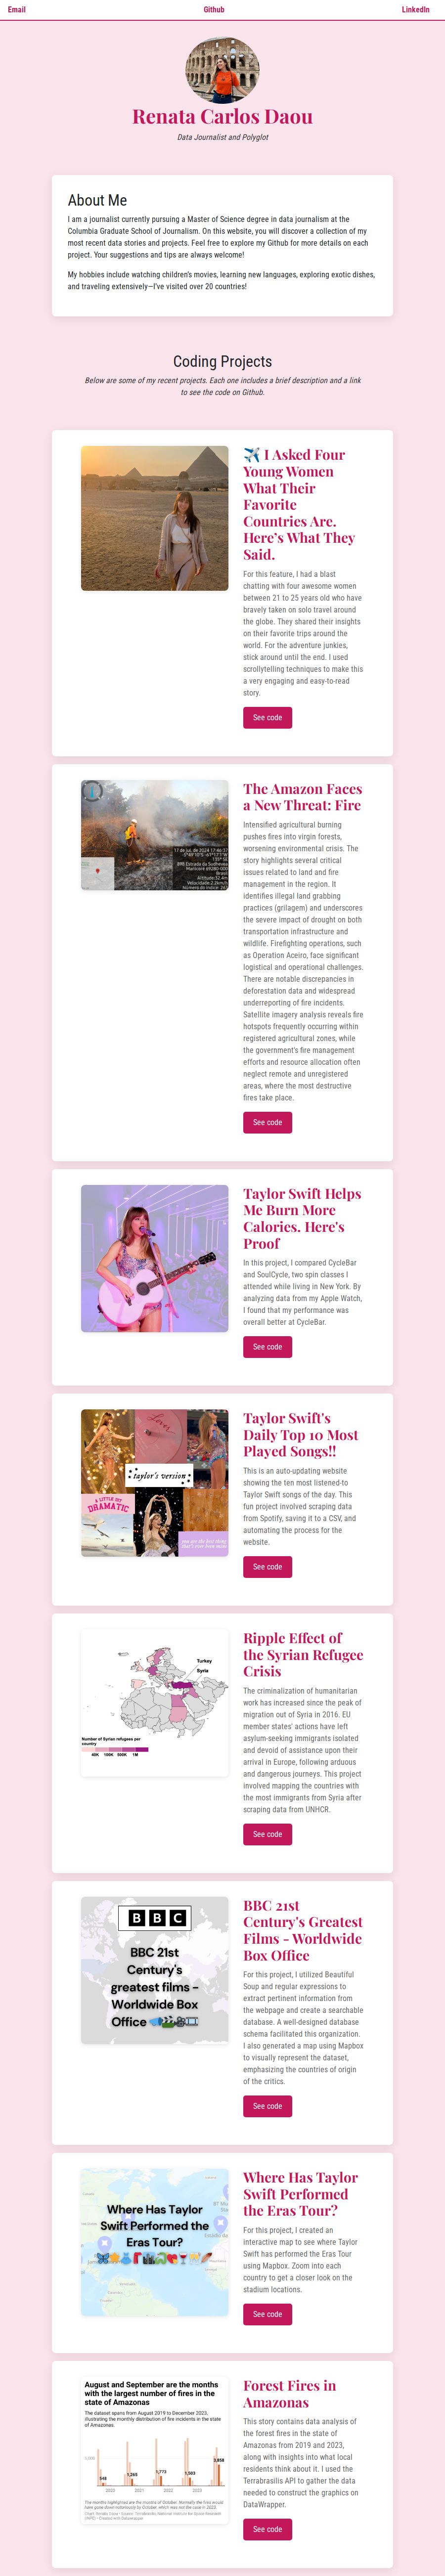 Email Github LinkedIn
Renata Carlos Daou
Data Journalist and Polyglot
About Me
I am a journalist currently pursuing a Master of Science degree in data journalism at the
Columbia Graduate School of Journalism. On this website, you will discover a collection of my
most recent data stories and projects. Feel free to explore my Github for more details on each
project. Your suggestions and tips are always welcome!
My hobbies include watching children's movies, learning new languages, exploring exotic dishes,
and traveling extensively—I've visited over 20 countries!
Coding Projects
Below are some of my recent projects. Each one includes a brief description and a link
to see the code on Github.
✈️ I Asked Four
Young Women
What Their
Favorite
Countries Are.
Here’s What They
Said.
For this feature, I had a blast
chatting with four awesome women
between 21 to 25 years old who have
bravely taken on solo travel around
the globe. They shared their insights
on their favorite trips around the
world. For the adventure junkies,
stick around until the end. I used
scrollytelling techniques to make this
a very engaging and easy-to-read
story.
See code
The Amazon Faces
a New Threat: Fire
Intensified agricultural burning
pushes fires into virgin forests,
worsening environmental crisis. The
story highlights several critical
issues related to land and fire
management in the region. It
identifies illegal land grabbing
practices (grilagem) and underscores
the severe impact of drought on both
transportation infrastructure and
wildlife. Firefighting operations, such
as Operation Aceiro, face significant
logistical and operational challenges.
There are notable discrepancies in
deforestation data and widespread
underreporting of fire incidents.
Satellite imagery analysis reveals fire
hotspots frequently occurring within
registered agricultural zones, while
the government's fire management
efforts and resource allocation often
neglect remote and unregistered
areas, where the most destructive
fires take place.
See code
Taylor Swift Helps
Me Burn More
Calories. Here's
Proof
In this project, I compared CycleBar
and SoulCycle, two spin classes I
attended while living in New York. By
analyzing data from my Apple Watch,
I found that my performance was
overall better at CycleBar.
See code
taylor's version
A LITTLE BIT
DRAMATIC
Taylor Swift's
Daily Top 10 Most
Played Songs!!
This is an auto-updating website
showing the ten most listened-to
Taylor Swift songs of the day. This
fun project involved scraping data
from Spotify, saving it to a CSV, and
automating the process for the
website.
See code
Turkey
Syria
Number of Syrian refugees per
country
40K 100K 500K 1M
Ripple Effect of
the Syrian Refugee
Crisis
The criminalization of humanitarian
work has increased since the peak of
migration out of Syria in 2016. EU
member states' actions have left
asylum-seeking immigrants isolated
and devoid of assistance upon their
arrival in Europe, following arduous
and dangerous journeys. This project
involved mapping the countries with
the most immigrants from Syria after
scraping data from UNHCR.
See code
BBC
BBC 21st
Century's
greatest films -
Worldwide Box
Office
BBC 21st
Century's Greatest
Films - Worldwide
Box Office
For this project, I utilized Beautiful
Soup and regular expressions to
extract pertinent information from
the webpage and create a searchable
database. A well-designed database
schema facilitated this organization.
I also generated a map using Mapbox
to visually represent the dataset,
emphasizing the countries of origin
of the critics.
See code
Where Has Taylor
Swift Performed the
Eras Tour?
Where Has Taylor
Swift Performed
the Eras Tour?
For this project, I created an
interactive map to see where Taylor
Swift has performed the Eras Tour
using Mapbox. Zoom into each
country to get a closer look on the
stadium locations.
See code
August and September are the months
with the largest number of fires in the
state of Amazonas
The dataset spans from August 2019 to December 2023,
illustrating the monthly distribution of fire incidents in the state
of Amazonas.
548 1,265 1,773 1,503 3,858
2020 2021 2022 2023
Forest Fires in
Amazonas
This story contains data analysis of
the forest fires in the state of
Amazonas from 2019 and 2023,
along with insights into what local
residents think about it. I used the
Terrabrasilis API to gather the data
needed to construct the graphics on
DataWrapper.
See code